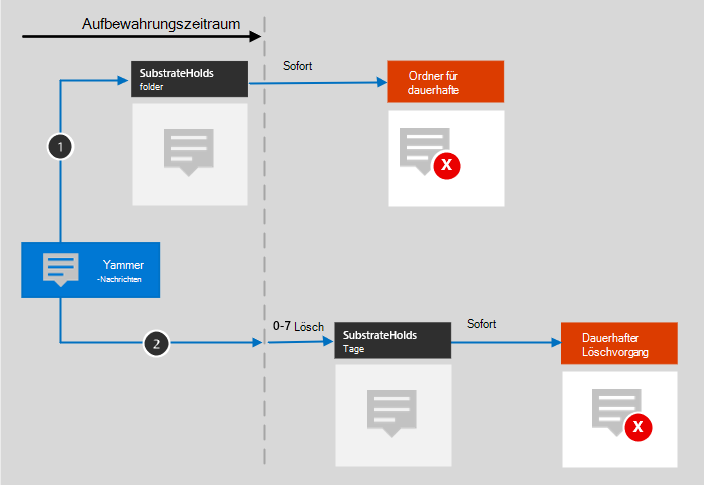 Aufbewahrungszeitraum
SubstrateHolds
folder
Sofort
Ordner für
dauerhafte
X
1
Yammer
-Nachrichten
2
0-7 Lösch
SubstrateHolds
Tage
Sofort
Dauerhafter
Löschvorgang
X